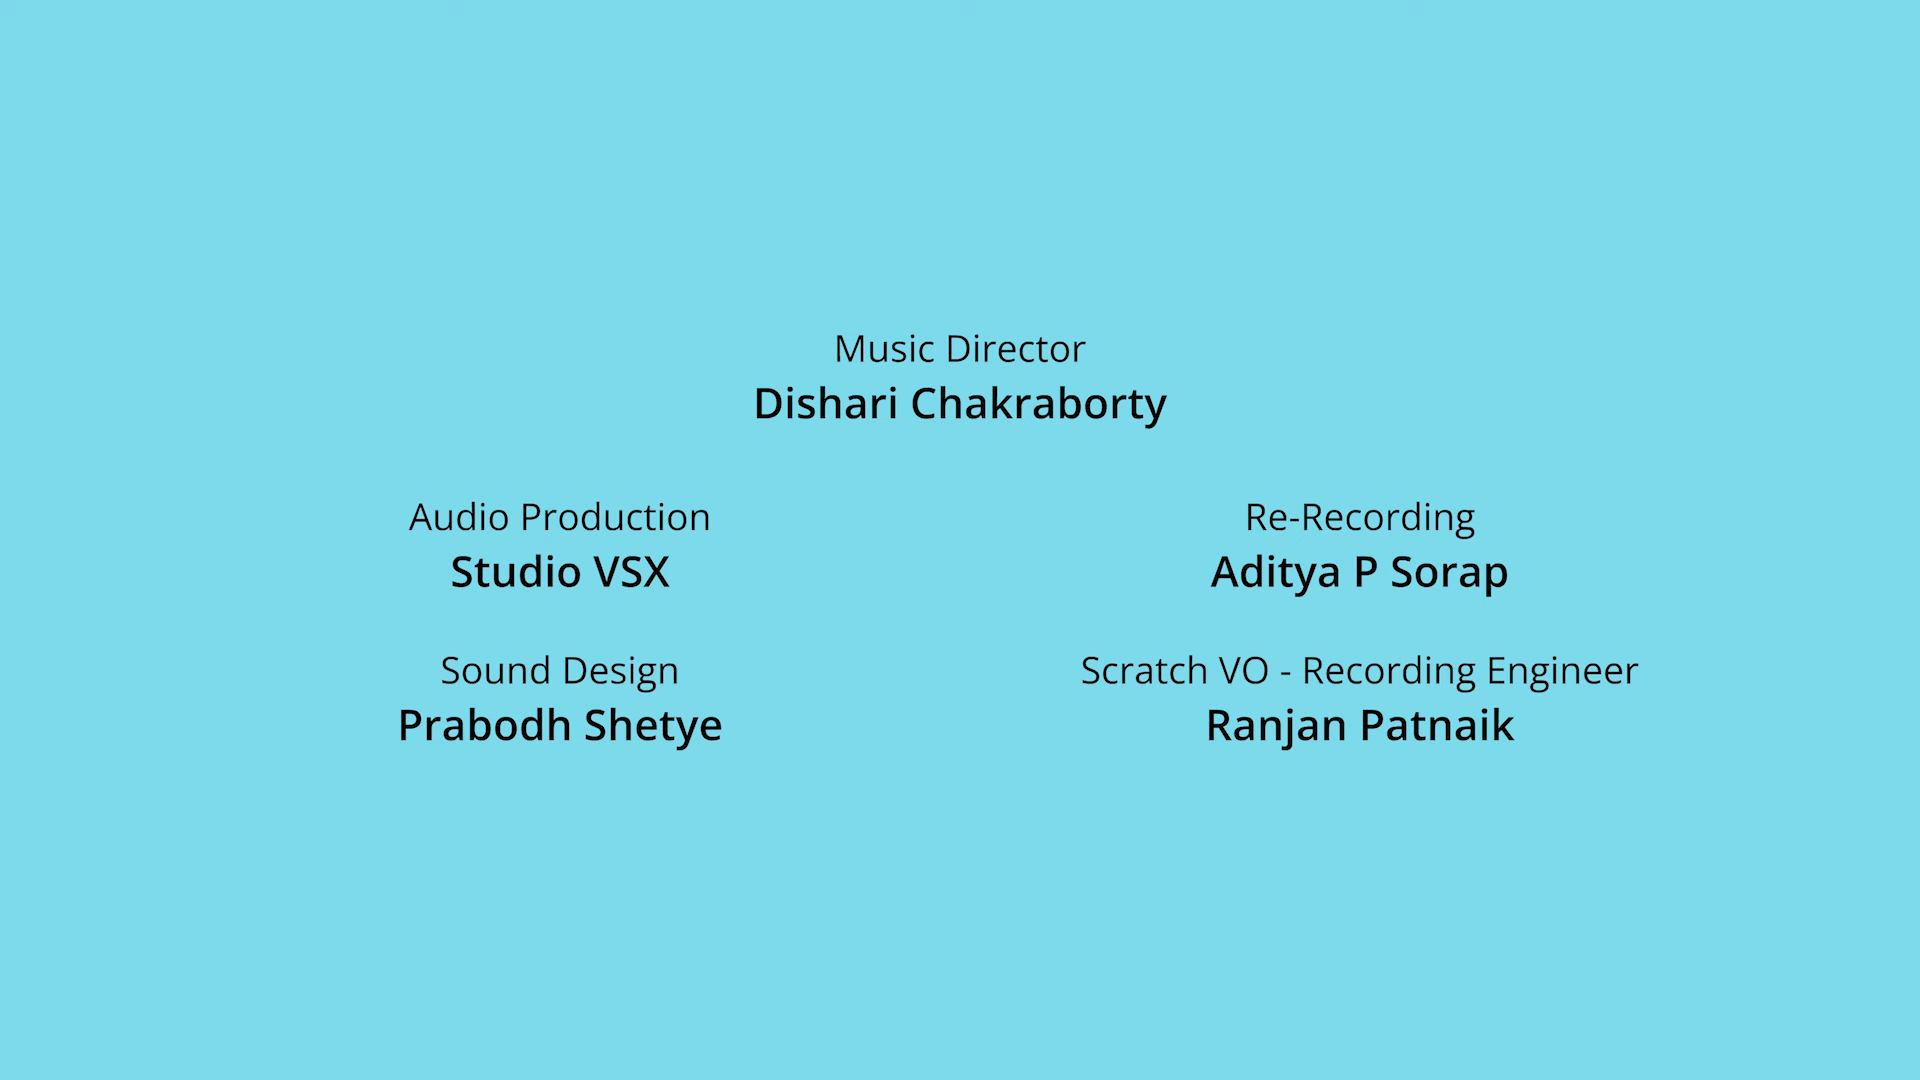 Music Director
Dishari Chakraborty
Audio Production
Studio VSX
Re-Recording
Aditya P Sorap
Sound Design
Prabodh Shetye
Scratch VO - Recording Engineer
Ranjan Patnaik